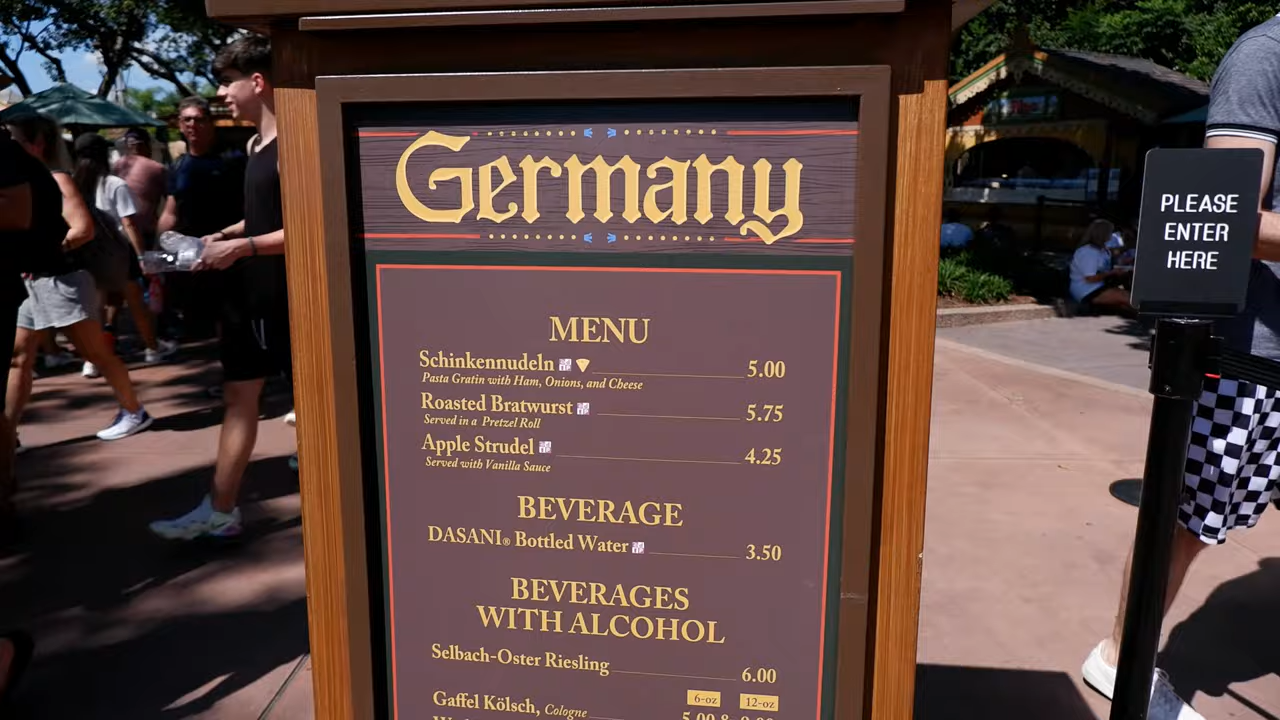 Germany
MENU
Schinkennudeln 5.00
Pasta Gratin with Ham, Onions, and Cheese
Roasted Bratwurst 5.75
Served in a Pretzel Roll
Apple Strudel 4.25
Served with Vanilla Sauce
BEVERAGE
DASANI® Bottled Water 3.50
BEVERAGES
WITH ALCOHOL
Selbach-Oster Riesling 6.00
6-oz 12-oz
Gaffel Kölsch, Cologne
PLEASE
ENTER
HERE